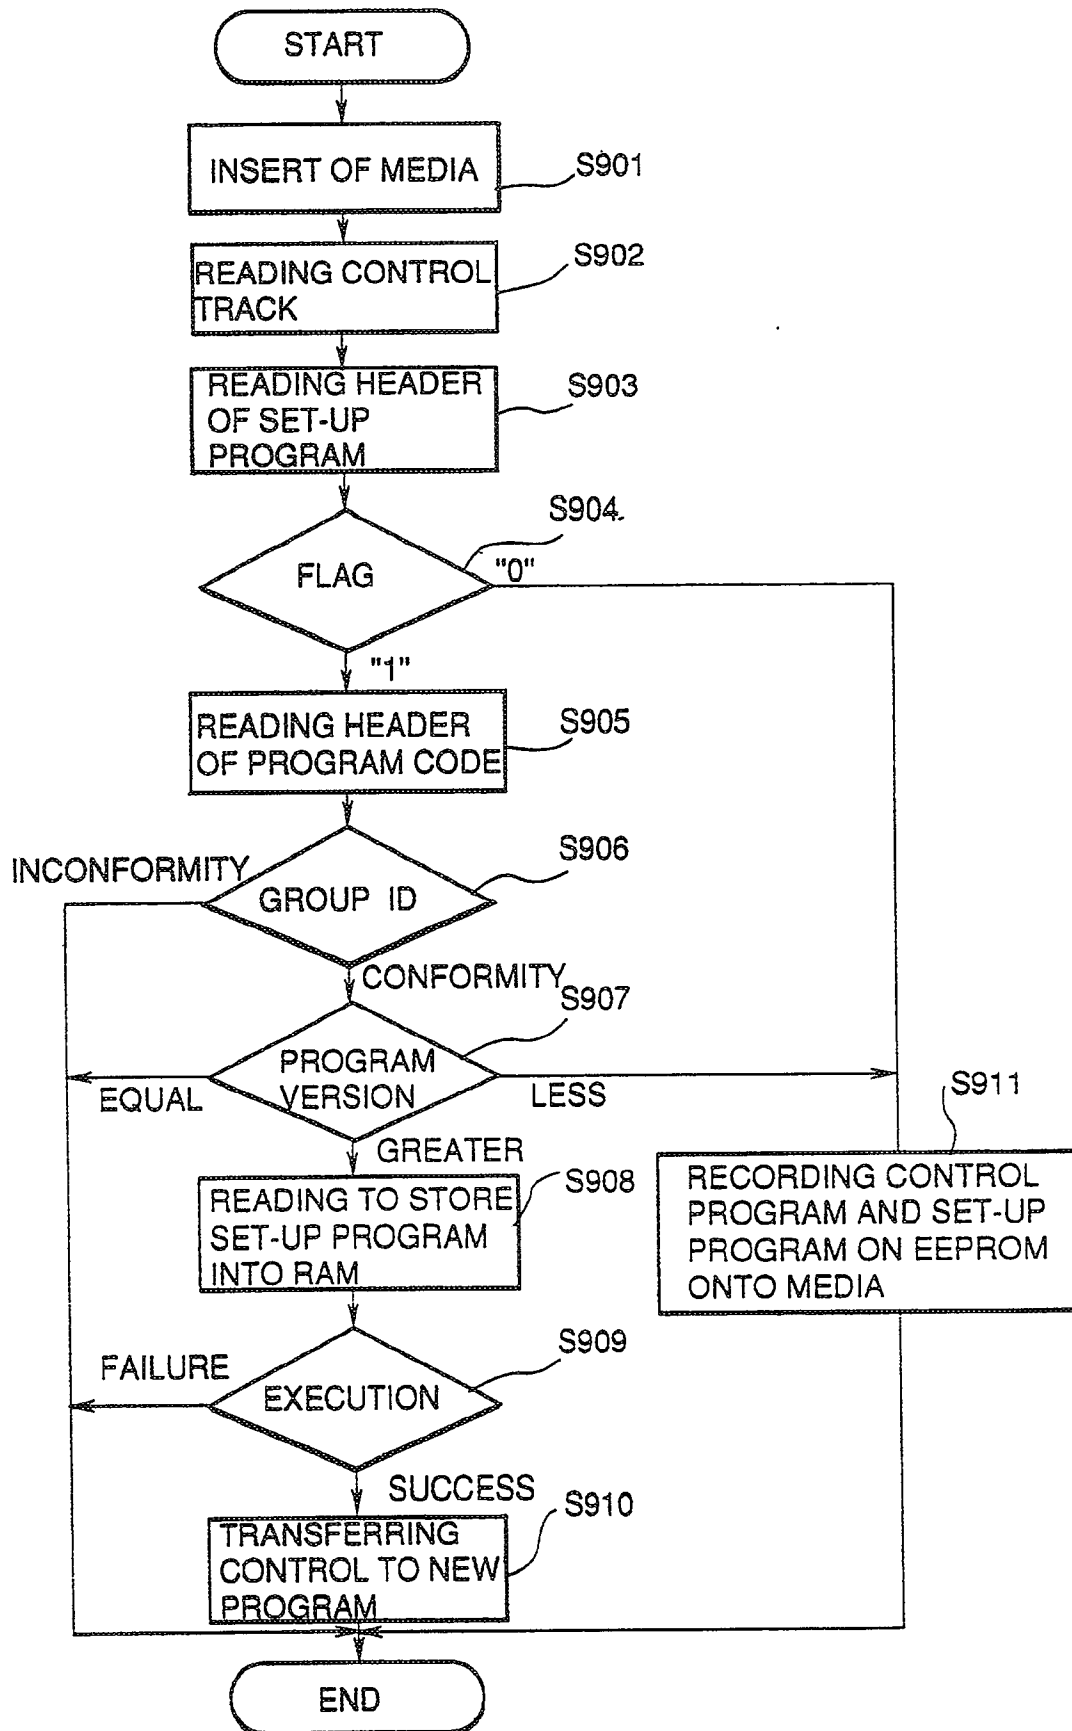 START
INSERT OF MEDIA
S901
READING CONTROL
TRACK
S902
READING HEADER
OF SET-UP
PROGRAM
S903
S904
FLAG
"0"
"1"
READING HEADER
OF PROGRAM CODE
S905
S906
INCONFORMITY
GROUP ID
CONFORMITY
S907
PROGRAM
VERSION
EQUAL
LESS
GREATER
S911
RECORDING CONTROL
PROGRAM AND SET-UP
PROGRAM ON EEPROM
ONTO MEDIA
READING TO STORE
SET-UP PROGRAM
INTO RAM
S908
S909
FAILURE
EXECUTION
SUCCESS
S910
TRANSFERRING
CONTROL TO NEW
PROGRAM
END